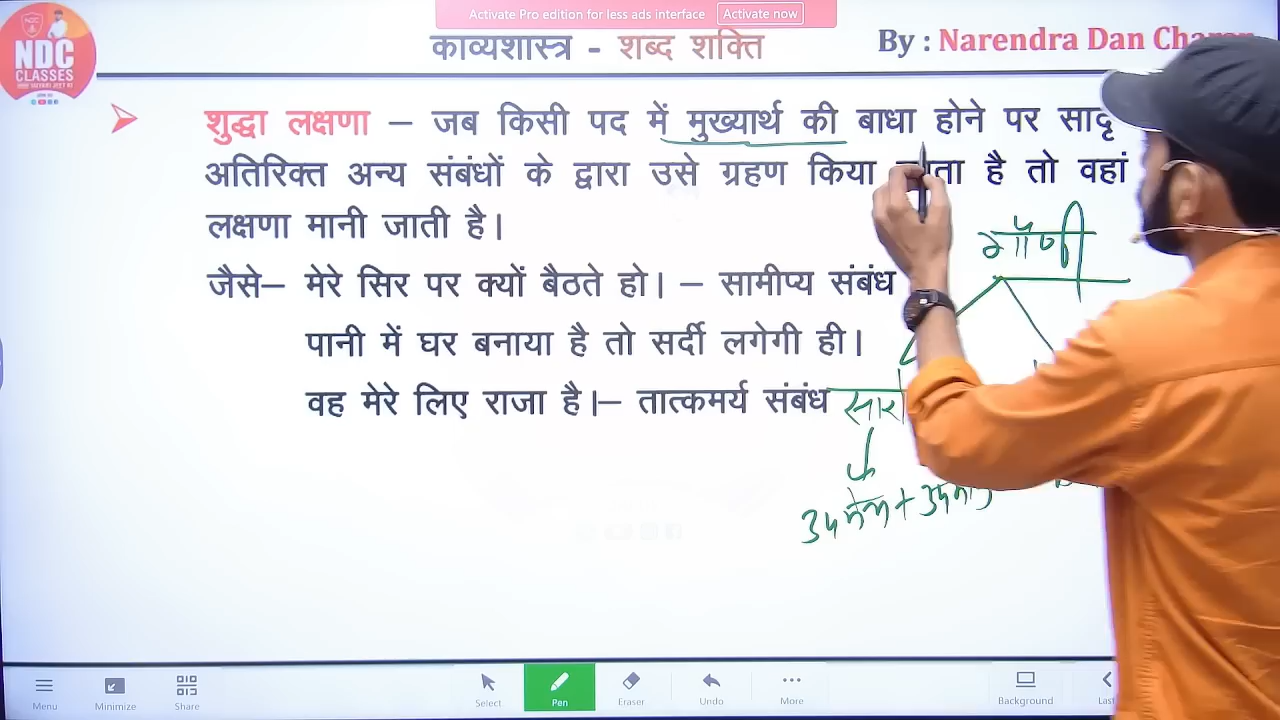 Activate Pro edition for less ads interface Activate now
काव्यशास्त्र - शब्द शक्ति
By : Narendra Dan Charan
NDC
CLASSES
शुद्धा लक्षणा – जब किसी पद में मुख्यार्थ की बाधा होने पर
अतिरिक्त अन्य संबंधों के द्वारा उसे ग्रहण किया है तो वहां
लक्षणा मानी जाती है।
जैसे– मेरे सिर पर क्यों बैठते हो। – सामीप्य संबंध
पानी में घर बनाया है तो सर्दी लगेगी ही।
वह मेरे लिए राजा है।– तात्कमर्य संबंध
गौणी
Menu Minimize Share Select Pen Eraser Undo More Background